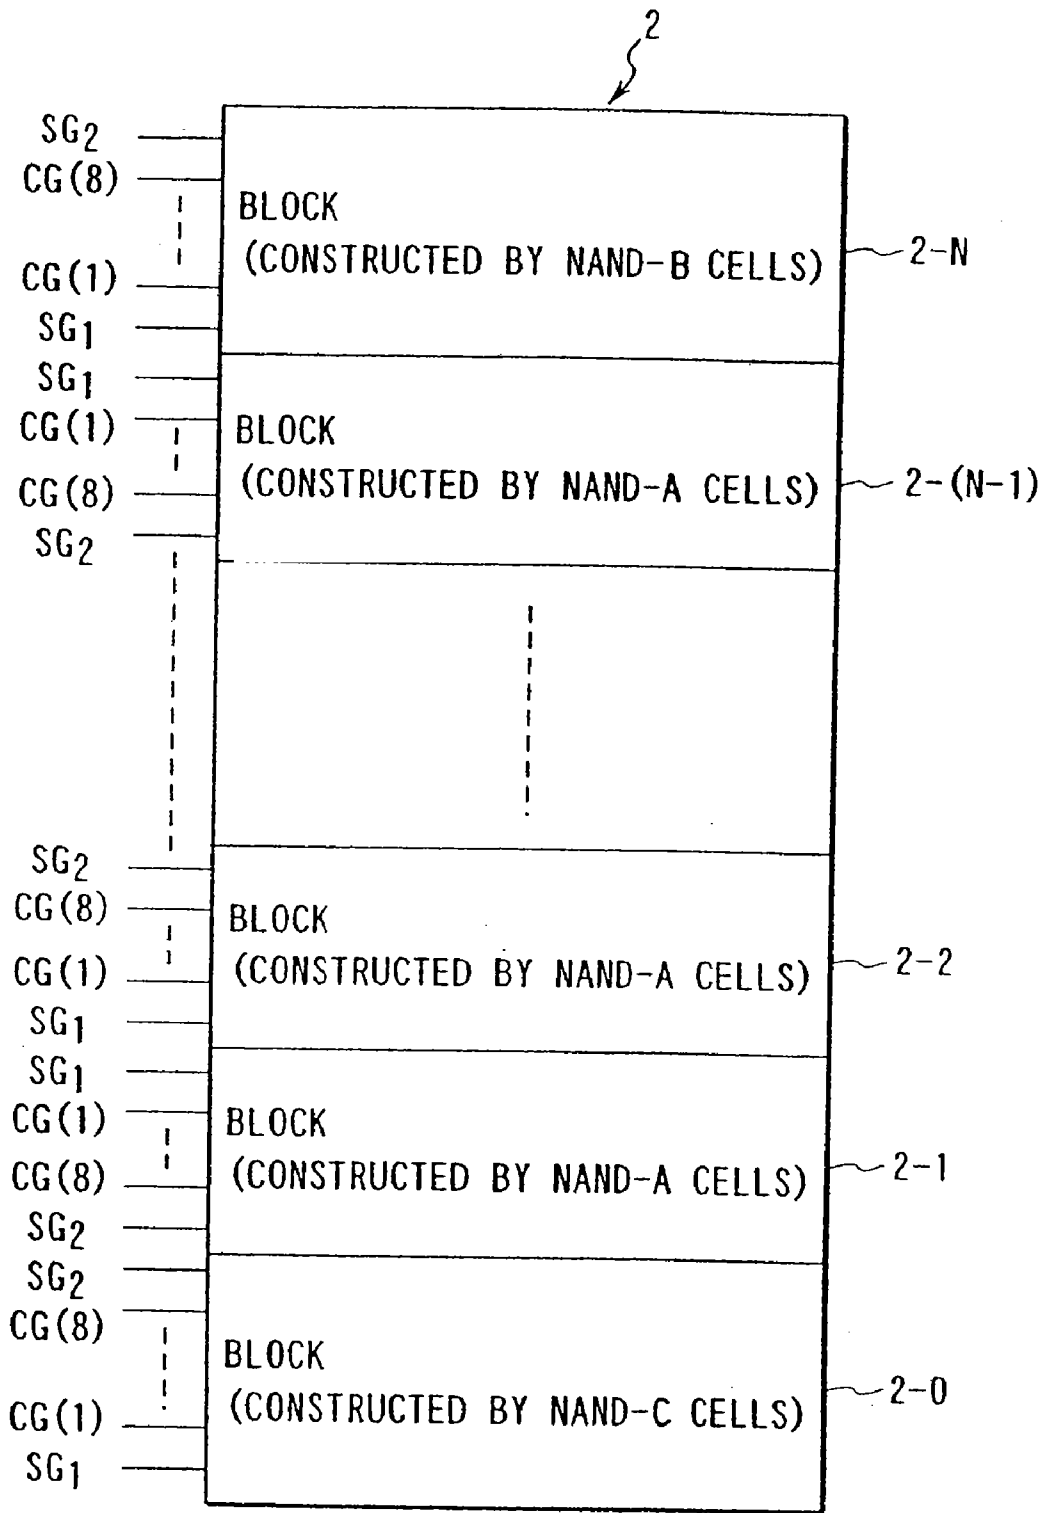 2
SG2
CG(8)
BLOCK
(CONSTRUCTED BY NAND-B CELLS)
2-N
CG(1)
SG1
SG1
CG(1)
BLOCK
(CONSTRUCTED BY NAND-A CELLS)
2-(N-1)
CG(8)
SG2
SG2
CG(8)
BLOCK
(CONSTRUCTED BY NAND-A CELLS)
2-2
CG(1)
SG1
SG1
CG(1)
BLOCK
(CONSTRUCTED BY NAND-A CELLS)
2-1
CG(8)
SG2
SG2
CG(8)
BLOCK
(CONSTRUCTED BY NAND-C CELLS)
2-0
CG(1)
SG1